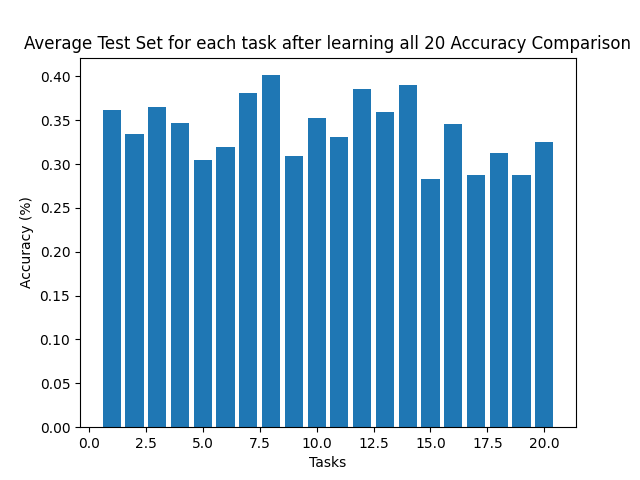 Average Test Set for each task after learning all 20 Accuracy Comparison
Accuracy (%)
0.40
0.35
0.30
0.25
0.20
0.15
0.10
0.05
0.00
0.0 2.5 5.0 7.5 10.0 12.5 15.0 17.5 20.0
Tasks